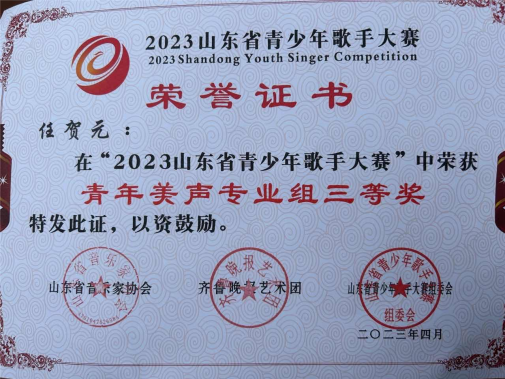 2023山东省青少年歌手大赛
2023 Shandong Youth Singer Competition
荣誉证书
任贺元：
在“2023山东省青少年歌手大赛”中荣获
青年美声专业组三等奖
特发此证，以资鼓励。
山东省音乐家协会
齐鲁晚报艺术团
山东省青少年歌手大赛组委会
组委会
二〇二三年四月